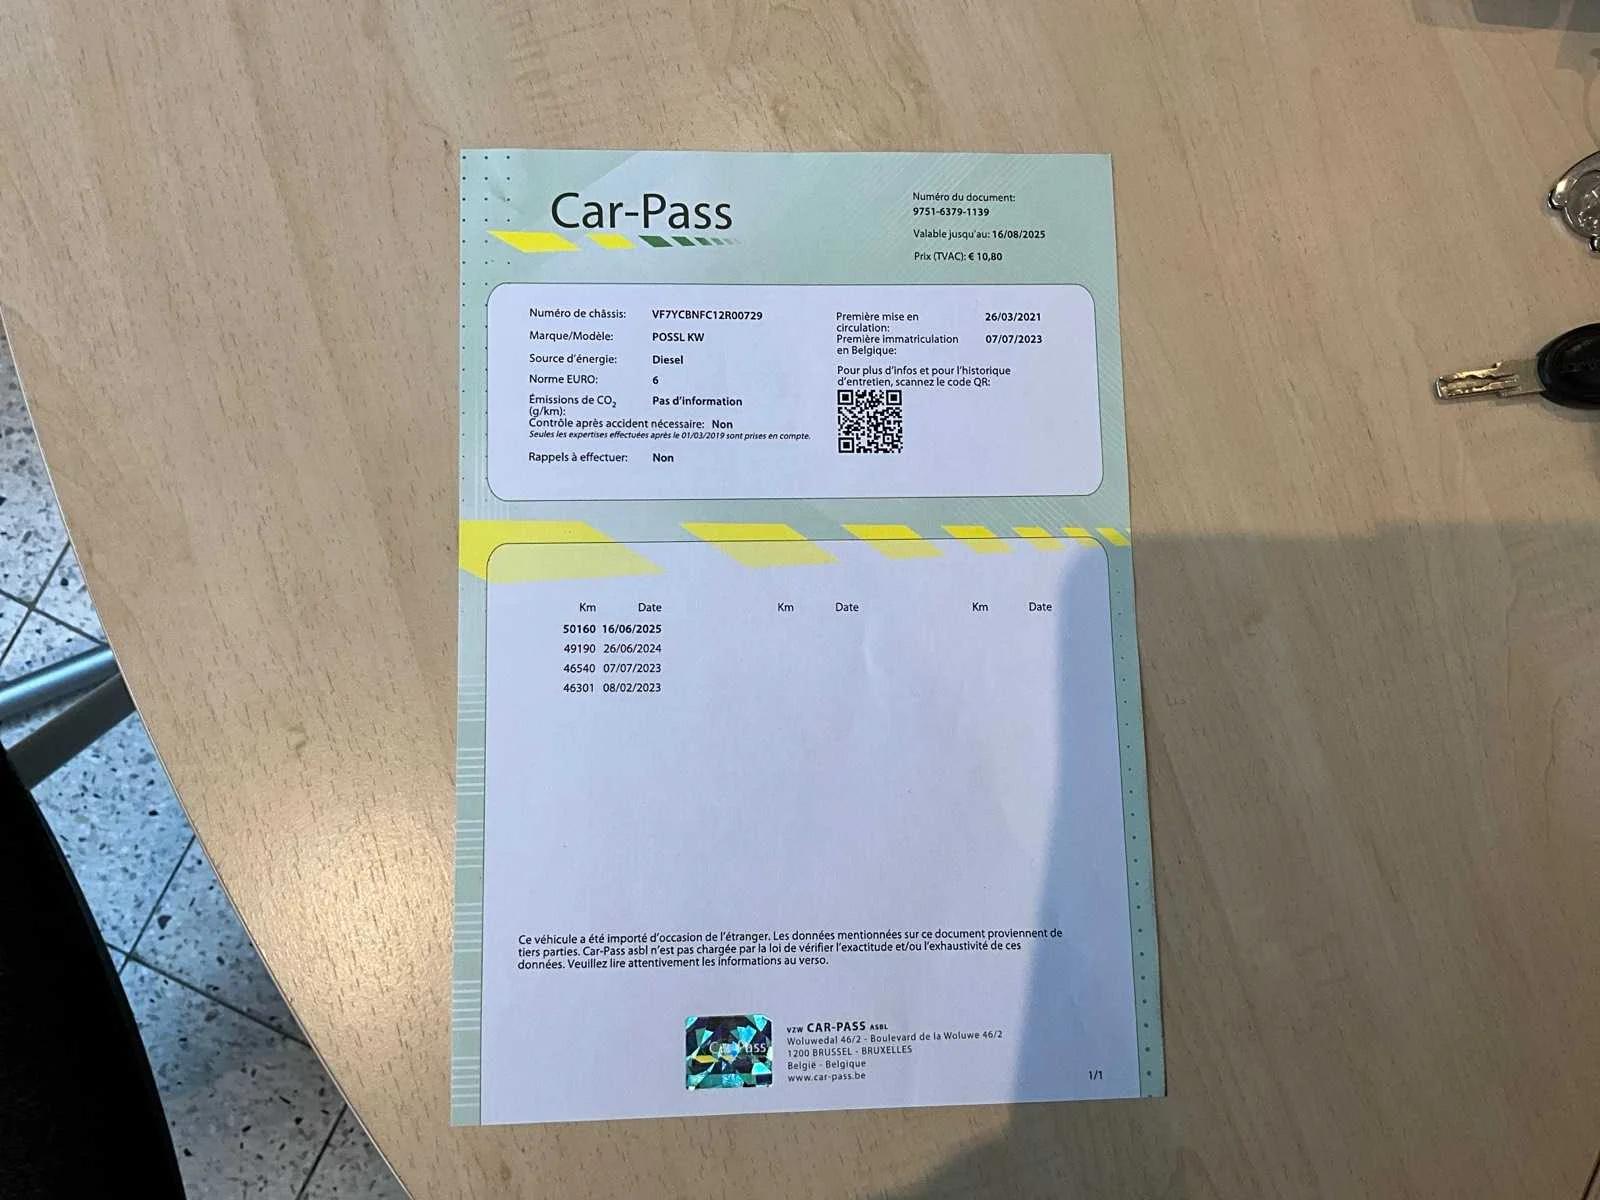 Car-Pass
Numéro du document:
9751-6379-1139
Valable jusqu'au: 16/08/2025
Prix (TVAC): € 10,80
Numéro de châssis: VF7YCBNFC12R00729
Marque/Modèle: POSSL KW
Source d'énergie: Diesel
Norme EURO: 6
Émissions de CO2 Pas d'information
(g/km):
Contrôle après accident nécessaire: Non
Seules les expertises effectuées après le 01/03/2019 sont prises en compte.
Rappels à effectuer: Non
Première mise en 26/03/2021
circulation:
Première immatriculation 07/07/2023
en Belgique:
Pour plus d'infos et pour l'historique
d'entretien, scannez le code QR:
Km Date Km Date Km Date
50160 16/06/2025
49190 26/06/2024
46540 07/07/2023
46301 08/02/2023
Ce véhicule a été importé d'occasion de l'étranger. Les données mentionnées sur ce document proviennent de
tiers parties. Car-Pass asbl n'est pas chargée par la loi de vérifier l'exactitude et/ou l'exhaustivité de ces
données. Veuillez lire attentivement les informations au verso.
Car-Pass
VZW CAR-PASS ASBL
Woluwedal 46/2 - Boulevard de la Woluwe 46/2
1200 BRUSSEL - BRUXELLES
België - Belgique
www.car-pass.be
1/1